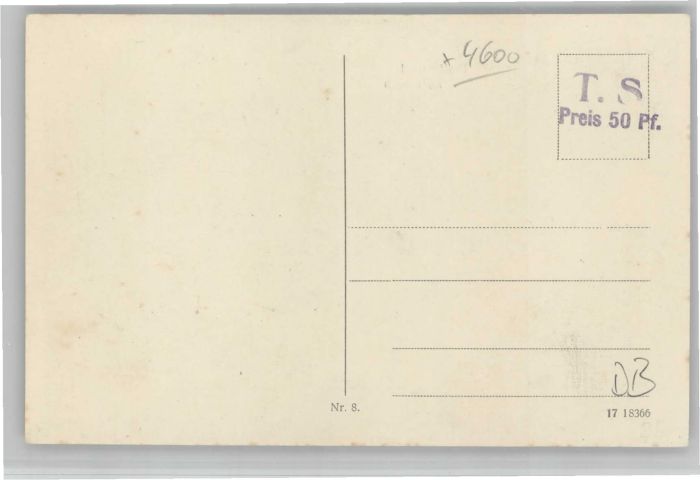 x 4600
T. S
Preis 50 Pf.
DB
Nr. 8.
17 18366